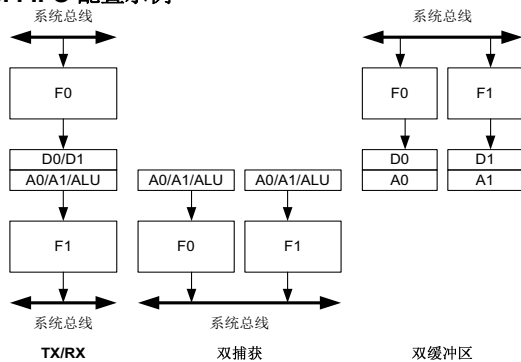 FIFO 配置示例
系统总线
F0
D0/D1
A0/A1/ALU
F1
系统总线
TX/RX
A0/A1/ALU
A0/A1/ALU
F0
F1
系统总线
双捕获
系统总线
F0
F1
D0
D1
A0
A1
双缓冲区